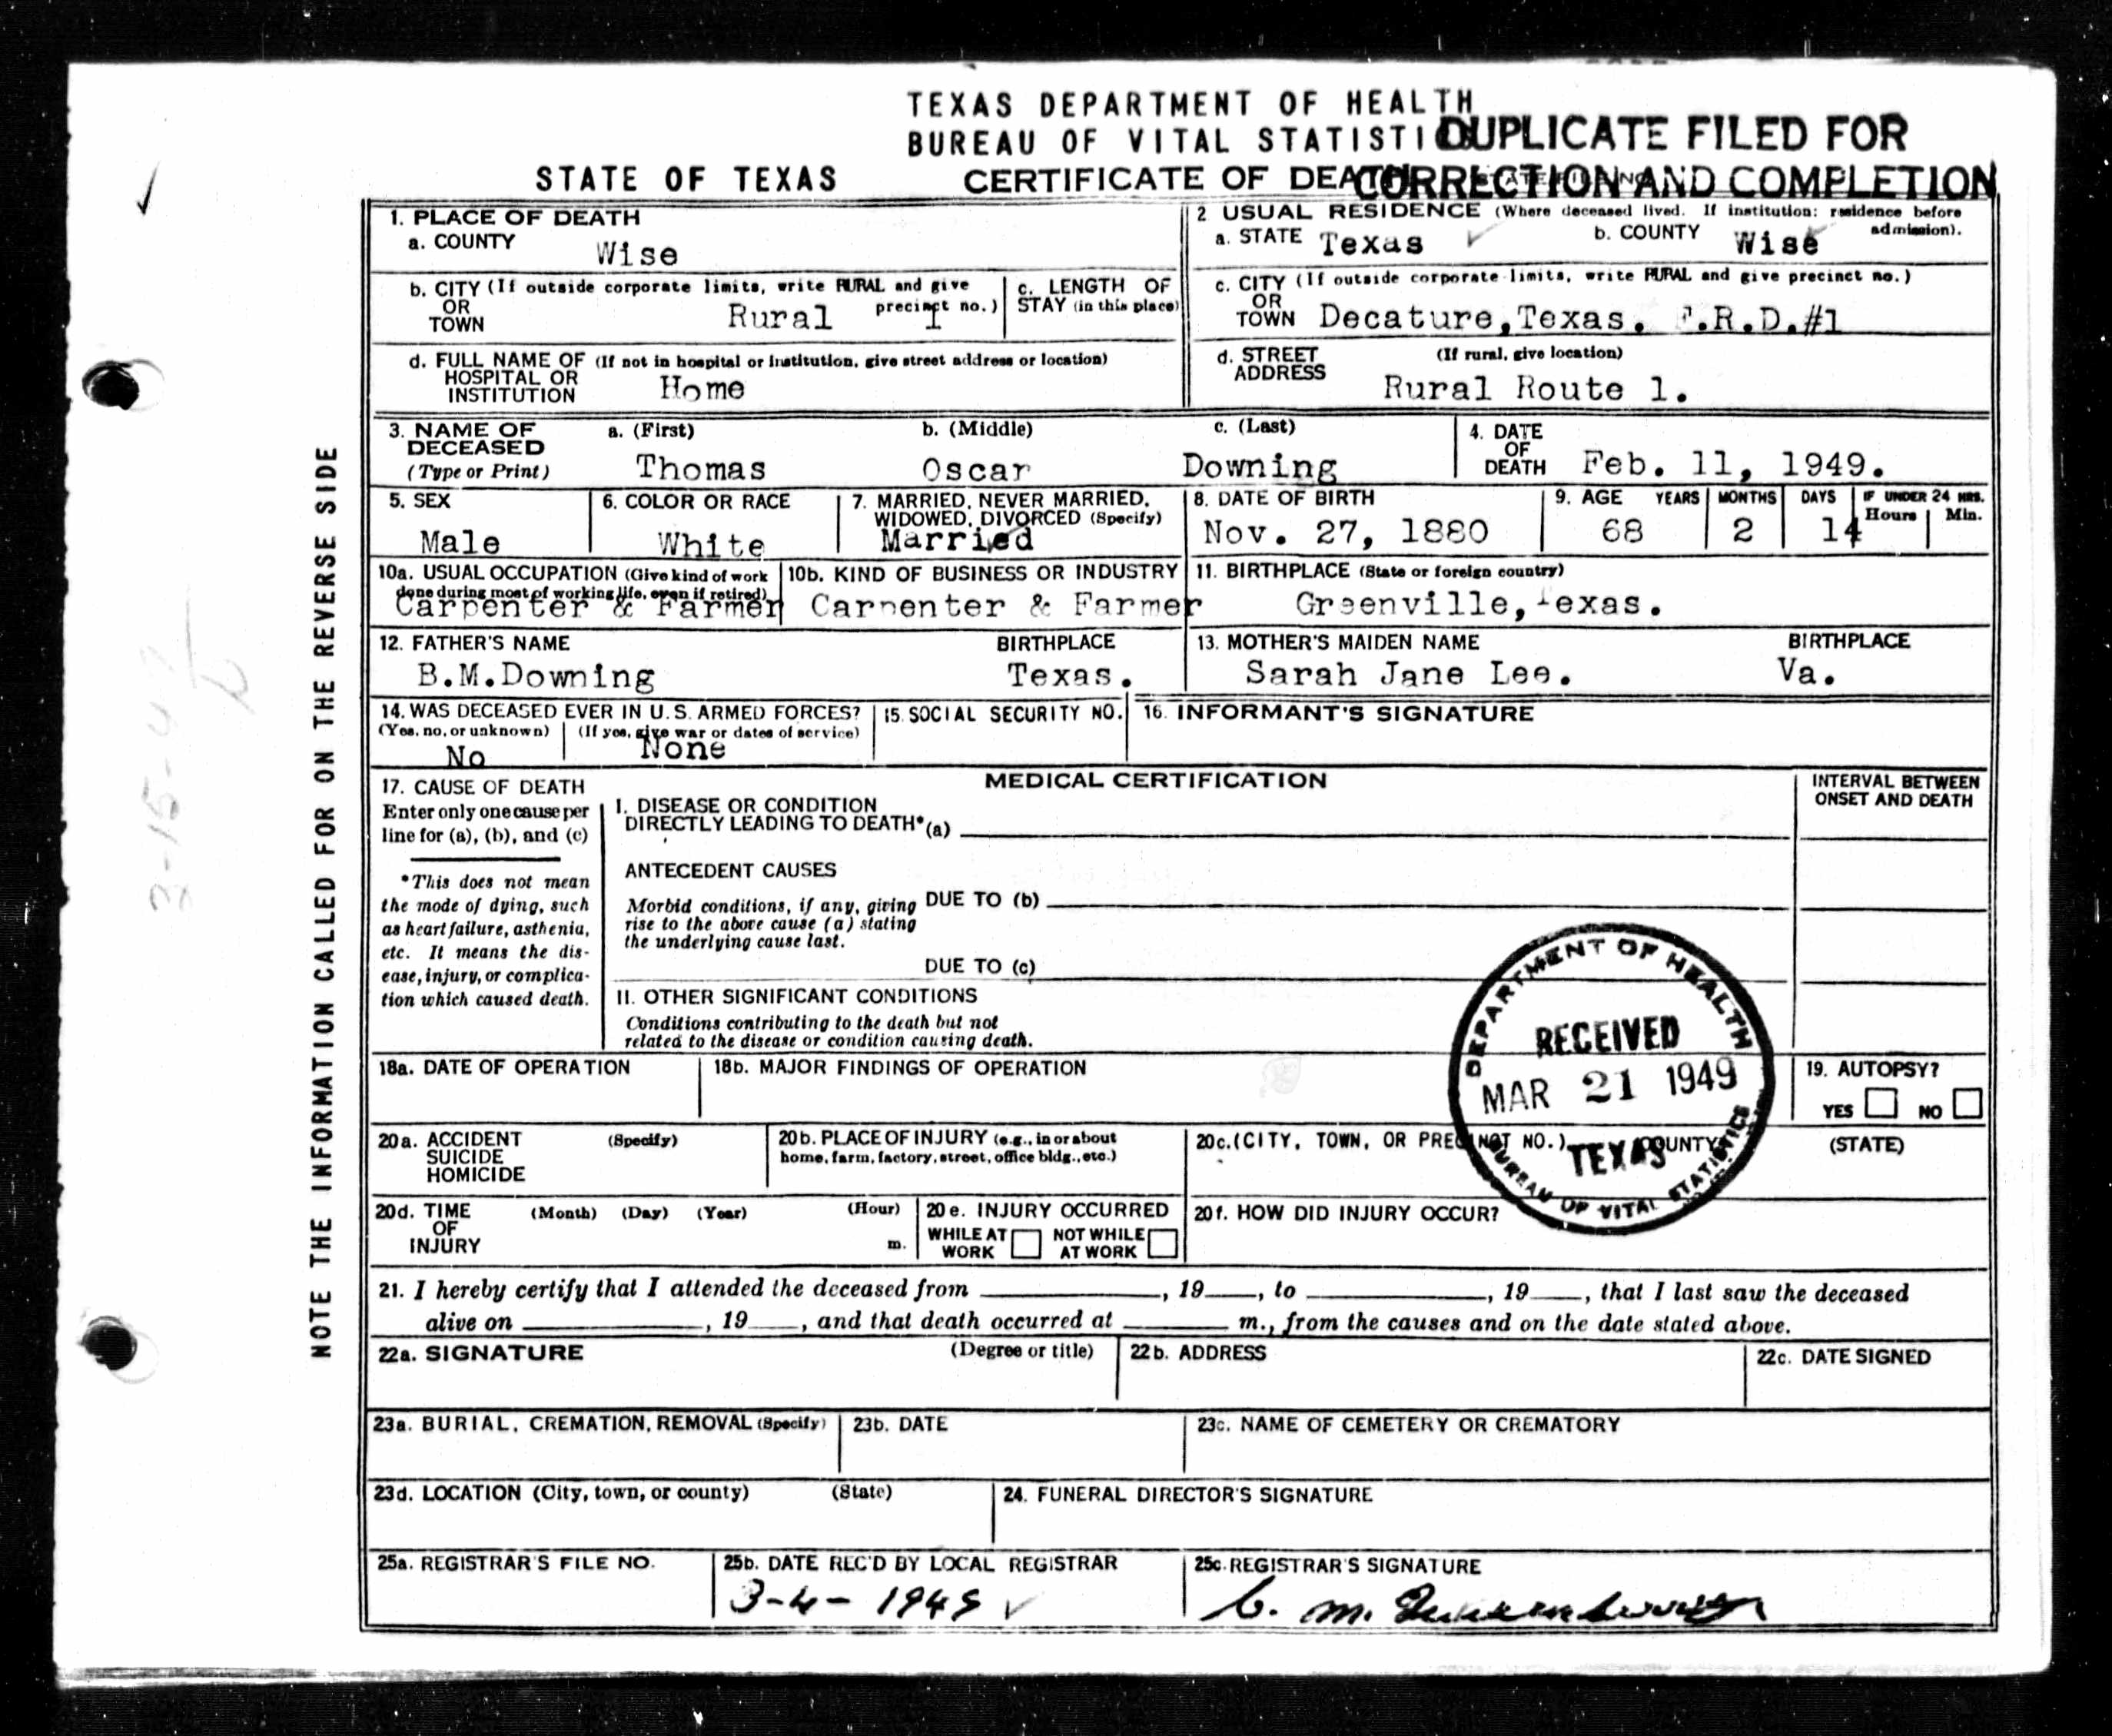 TEXAS DEPARTMENT OF HEALTH
BUREAU OF VITAL STATISTI
DUPLICATE FILED FOR
STATE OF TEXAS
CERTIFICATE OF DEA
CORRECTION AND COMPLETION
1. PLACE OF DEATH
a. COUNTY Wise
2 USUAL RESIDENCE (Where deceased lived. If institution: residence before admission).
a. STATE Texas b. COUNTY Wise
b. CITY (If outside corporate limits, write RURAL and give precinct no.)
OR
TOWN Rural 1
c. LENGTH OF
STAY (in this place)
c. CITY (If outside corporate limits, write RURAL and give precinct no.)
OR
TOWN Decature,Texas. .R.D.#1
d. FULL NAME OF (If not in hospital or institution, give street address or location)
HOSPITAL OR
INSTITUTION Home
d. STREET (If rural, give location)
ADDRESS Rural Route 1.
3. NAME OF a. (First) b. (Middle) c. (Last)
DECEASED
(Type or Print) Thomas Oscar Downing
4. DATE
OF
DEATH Feb. 11, 1949.
5. SEX
Male
6. COLOR OR RACE
White
7. MARRIED, NEVER MARRIED,
WIDOWED, DIVORCED (Specify)
Married
8. DATE OF BIRTH
Nov. 27, 1880
9. AGE YEARS MONTHS DAYS IF UNDER 24 HRS.
Hours Min.
68 2 14
10a. USUAL OCCUPATION (Give kind of work
done during most of working life, even if retired)
Carpenter & Farmer
10b. KIND OF BUSINESS OR INDUSTRY
Carpenter & Farmer
11. BIRTHPLACE (State or foreign country)
Greenville, Texas.
12. FATHER'S NAME BIRTHPLACE
B.M.Downing Texas.
13. MOTHER'S MAIDEN NAME BIRTHPLACE
Sarah Jane Lee. Va.
14. WAS DECEASED EVER IN U.S. ARMED FORCES?
(Yes, no, or unknown) (If yes, give war or dates of service)
No None
15. SOCIAL SECURITY NO.
16. INFORMANT'S SIGNATURE
17. CAUSE OF DEATH
Enter only one cause per
line for (a), (b), and (c)
*This does not mean
the mode of dying, such
as heart failure, asthenia,
etc. It means the dis-
ease, injury, or complica-
tion which caused death.
MEDICAL CERTIFICATION
INTERVAL BETWEEN
ONSET AND DEATH
I. DISEASE OR CONDITION
DIRECTLY LEADING TO DEATH*(a)
ANTECEDENT CAUSES
Morbid conditions, if any, giving
rise to the above cause (a) stating
the underlying cause last.
DUE TO (b)
DUE TO (c)
II. OTHER SIGNIFICANT CONDITIONS
Conditions contributing to the death but not
related to the disease or condition causing death.
DEPARTMENT OF HEALTH
RECEIVED
MAR 21 1949
TEXAS
BUREAU OF VITAL STATISTICS
18a. DATE OF OPERATION
18b. MAJOR FINDINGS OF OPERATION
19. AUTOPSY?
YES NO
20a. ACCIDENT (Specify)
SUICIDE
HOMICIDE
20b. PLACE OF INJURY (e.g., in or about
home, farm, factory, street, office bldg., etc.)
20c. (CITY, TOWN, OR PRECINCT NO.) COUNTY (STATE)
20d. TIME (Month) (Day) (Year) (Hour)
OF
INJURY m.
20e. INJURY OCCURRED
WHILE AT NOT WHILE
WORK AT WORK
20f. HOW DID INJURY OCCUR?
21. I hereby certify that I attended the deceased from , 19 , to , 19 , that I last saw the deceased
alive on , 19 , and that death occurred at m., from the causes and on the date stated above.
22a. SIGNATURE (Degree or title)
22b. ADDRESS
22c. DATE SIGNED
23a. BURIAL, CREMATION, REMOVAL (Specify)
23b. DATE
23c. NAME OF CEMETERY OR CREMATORY
23d. LOCATION (City, town, or county) (State)
24. FUNERAL DIRECTOR'S SIGNATURE
25a. REGISTRAR'S FILE NO.
25b. DATE REC'D BY LOCAL REGISTRAR
3-4-1949
25c. REGISTRAR'S SIGNATURE
C. M.
NOTE THE INFORMATION CALLED FOR ON THE REVERSE SIDE